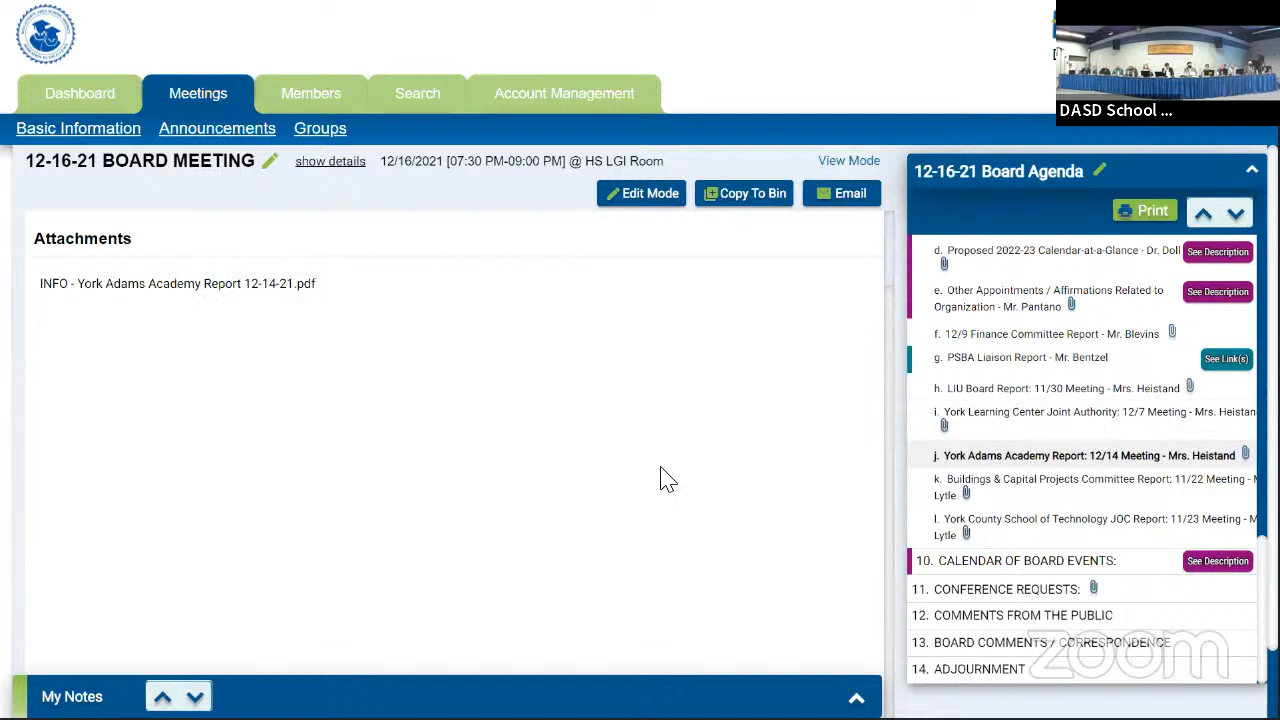 Dashboard
Meetings
Members
Search
Account Management
DASD School ...
Basic Information
Announcements
Groups
12-16-21 BOARD MEETING
show details
12/16/2021 [07:30 PM-09:00 PM] @ HS LGI Room
View Mode
Edit Mode
Copy To Bin
Email
Attachments
INFO - York Adams Academy Report 12-14-21.pdf
12-16-21 Board Agenda
Print
d. Proposed 2022-23 Calendar-at-a-Glance - Dr. Doll
See Description
e. Other Appointments / Affirmations Related to
Organization - Mr. Pantano
See Description
f. 12/9 Finance Committee Report - Mr. Blevins
g. PSBA Liaison Report - Mr. Bentzel
See Link(s)
h. LIU Board Report: 11/30 Meeting - Mrs. Heistand
i. York Learning Center Joint Authority: 12/7 Meeting - Mrs. Heistan
j. York Adams Academy Report: 12/14 Meeting - Mrs. Heistand
k. Buildings & Capital Projects Committee Report: 11/22 Meeting -
Lytle
l. York County School of Technology JOC Report: 11/23 Meeting -
Lytle
10. CALENDAR OF BOARD EVENTS:
See Description
11. CONFERENCE REQUESTS:
12. COMMENTS FROM THE PUBLIC
13. BOARD COMMENTS / CORRESPONDENCE
14. ADJOURNMENT
zoom
My Notes